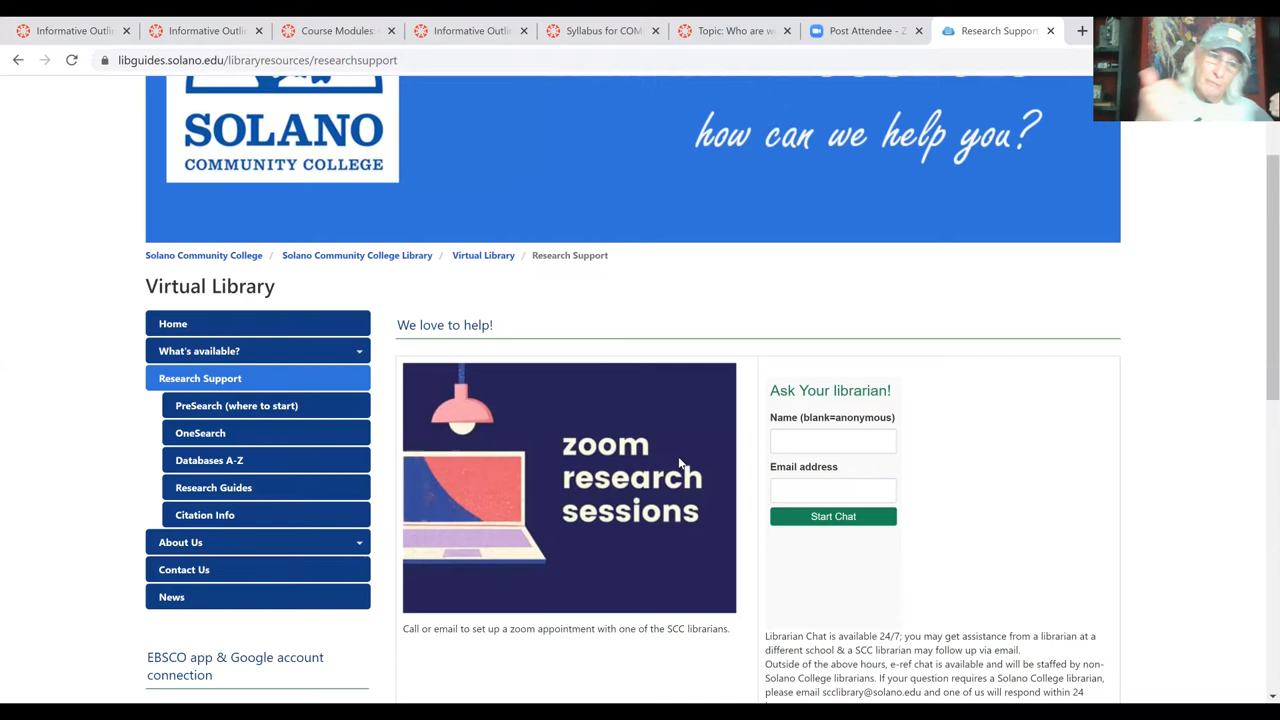 Informative Outlin
Informative Outlin
Course Modules:
Informative Outlin
Syllabus for COM
Topic: Who are w
Post Attendee - Z
Research Support
libguides.solano.edu/libraryresources/researchsupport
SOLANO
COMMUNITY COLLEGE
how can we help you?
Solano Community College / Solano Community College Library / Virtual Library / Research Support
Virtual Library
Home
What's available?
Research Support
PreSearch (where to start)
OneSearch
Databases A-Z
Research Guides
Citation Info
About Us
Contact Us
News
EBSCO app & Google account
connection
We love to help!
zoom
research
sessions
Call or email to set up a zoom appointment with one of the SCC librarians.
Ask Your librarian!
Name (blank=anonymous)
Email address
Start Chat
Librarian Chat is available 24/7; you may get assistance from a librarian at a
different school & a SCC librarian may follow up via email.
Outside of the above hours, e-ref chat is available and will be staffed by non-
Solano College librarians. If your question requires a Solano College librarian,
please email scclibrary@solano.edu and one of us will respond within 24